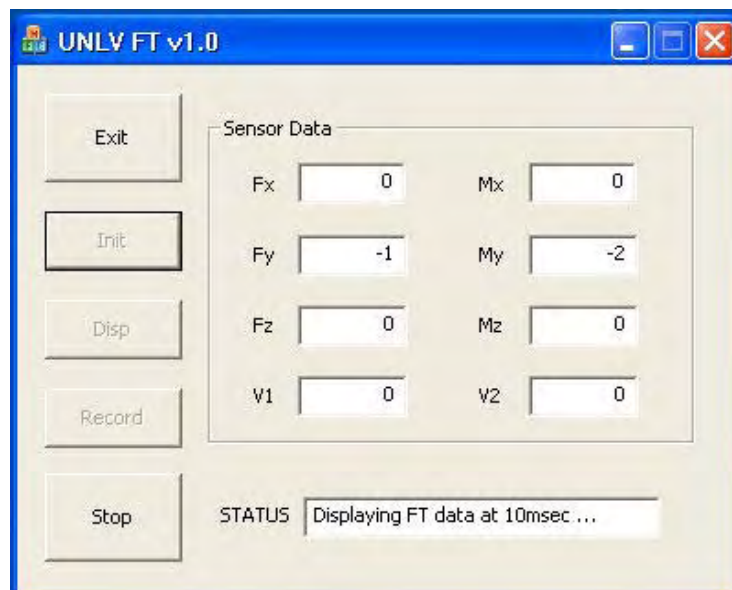 UNLV FT v1.0
Exit
Init
Disp
Record
Stop
Sensor Data
Fx 0 Mx 0
Fy -1 My -2
Fz 0 Mz 0
V1 0 V2 0
STATUS Displaying FT data at 10msec ...